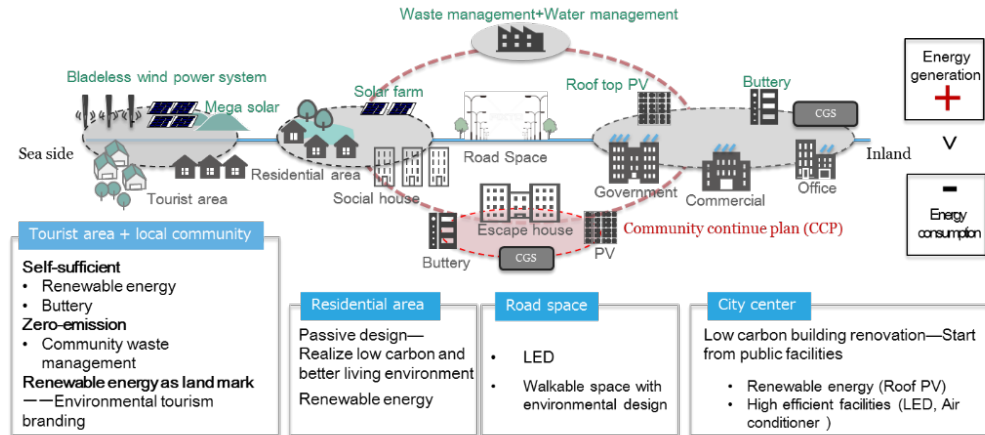 Waste management+Water management
Bladeless wind power system
Mega solar
Solar farm
Roof top PV
Buttery
CGS
Energy
generation
+
Sea side
Residential area
Road Space
Inland
<
Tourist area
Social house
Government
Commercial
Office
-
Energy
consumption
Escape house
Buttery
CGS
PV
Community continue plan (CCP)
Tourist area + local community
Self-sufficient
• Renewable energy
• Buttery
Zero-emission
• Community waste
management
Renewable energy as land mark
——Environmental tourism
branding
Residential area
Passive design—
Realize low carbon and
better living environment
Renewable energy
Road space
• LED
• Walkable space with
environmental design
City center
Low carbon building renovation—Start
from public facilities
• Renewable energy (Roof PV)
• High efficient facilities (LED, Air
conditioner )